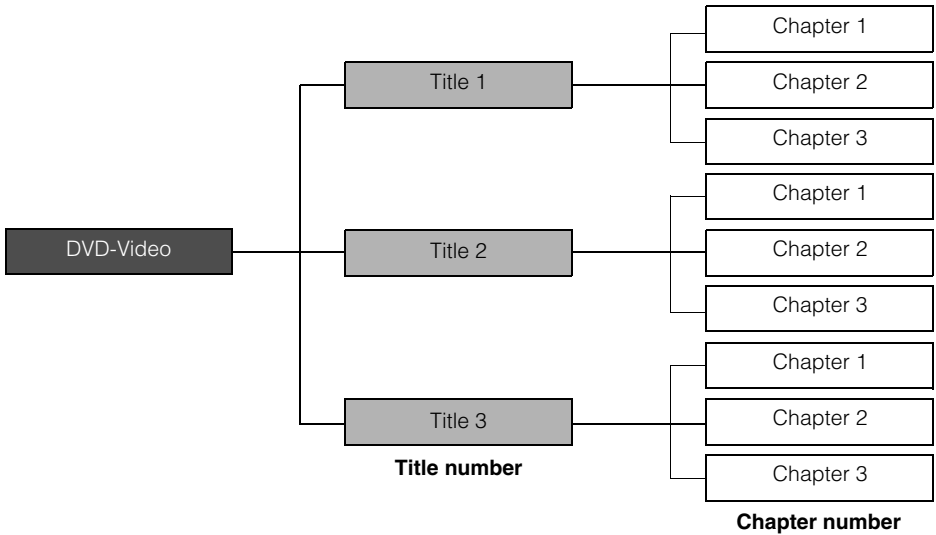 Chapter 1
Title 1
Chapter 2
Chapter 3
Chapter 1
DVD-Video
Title 2
Chapter 2
Chapter 3
Chapter 1
Title 3
Chapter 2
Title number
Chapter 3
Chapter number